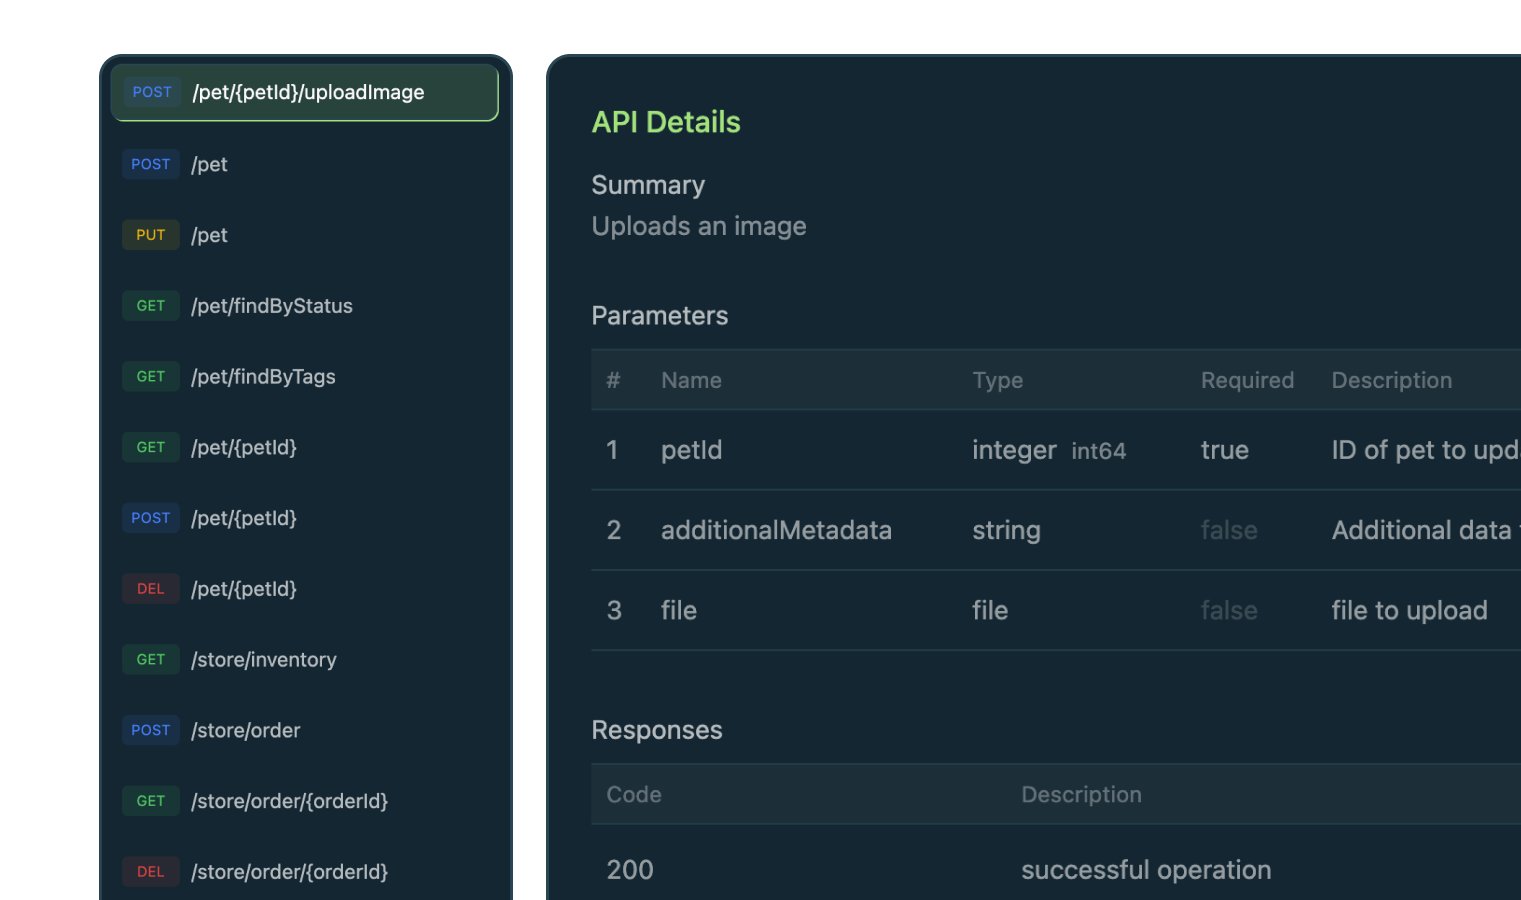 POST /pet/{petId}/uploadImage
POST /pet
PUT /pet
GET /pet/findByStatus
GET /pet/findByTags
GET /pet/{petId}
POST /pet/{petId}
DEL /pet/{petId}
GET /store/inventory
POST /store/order
GET /store/order/{orderId}
DEL /store/order/{orderId}
API Details
Summary
Uploads an image
Parameters
# Name Type Required Description
1 petId integer int64 true ID of pet to
2 additionalMetadata string false Additional data
3 file file false file to upload
Responses
Code Description
200 successful operation